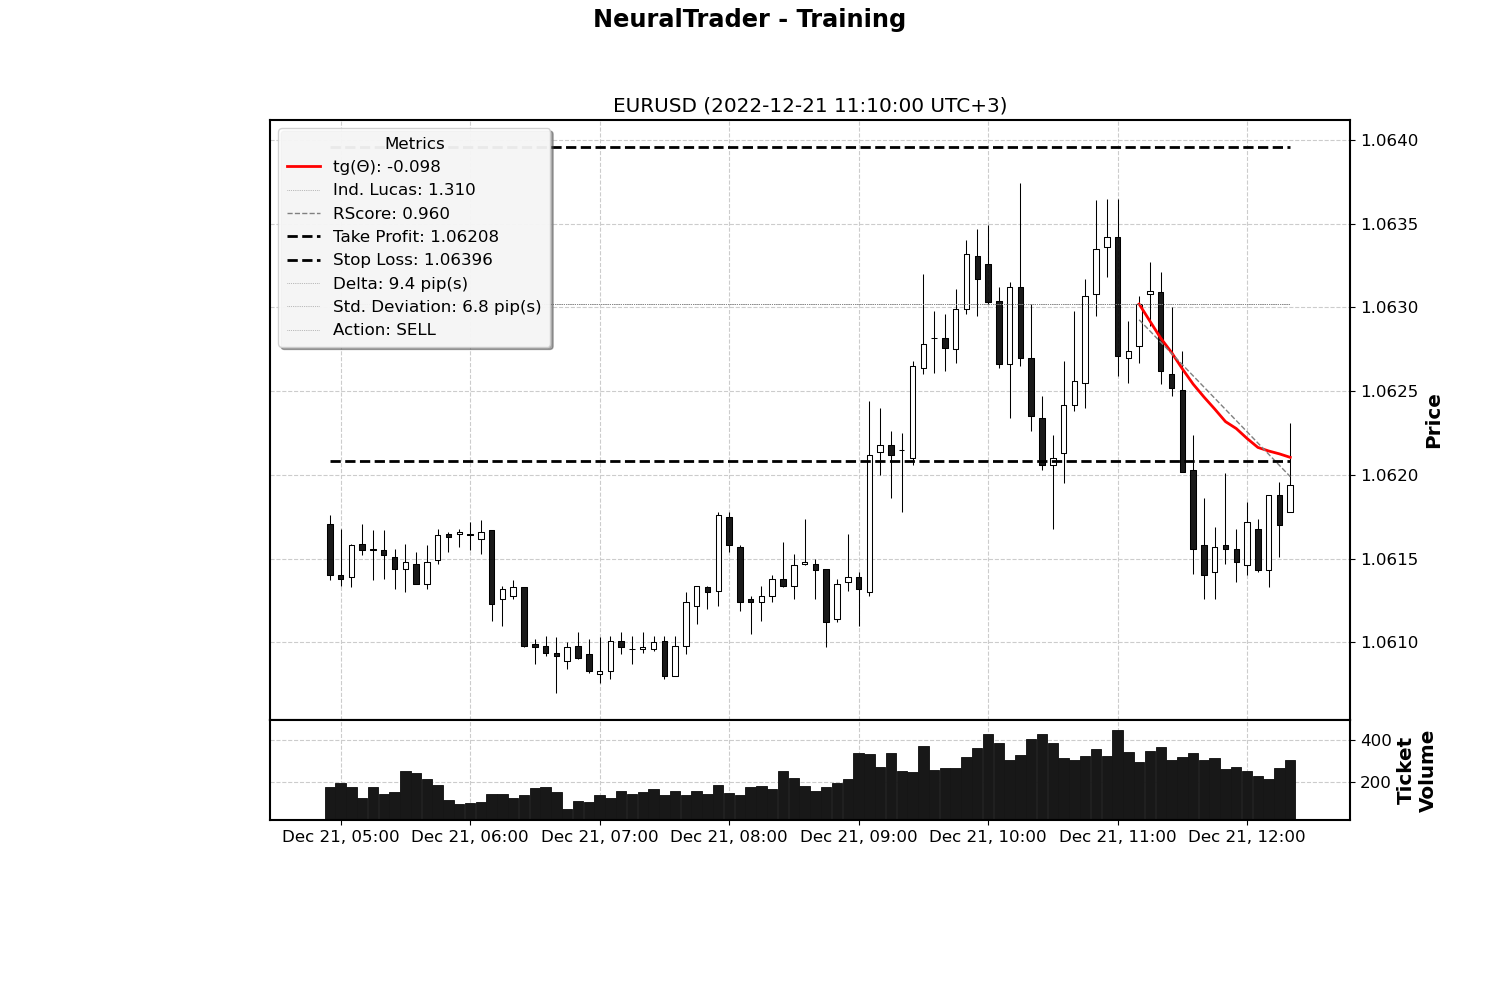 NeuralTrader - Training
EURUSD (2022-12-21 11:10:00 UTC+3)
Metrics
tg(Θ): -0.098
Ind. Lucas: 1.310
RScore: 0.960
Take Profit: 1.06208
Stop Loss: 1.06396
Delta: 9.4 pip(s)
Std. Deviation: 6.8 pip(s)
Action: SELL
1.0640
1.0635
1.0630
1.0625
1.0620
1.0615
1.0610
Price
400
200
Ticket
Volume
Dec 21, 05:00
Dec 21, 06:00
Dec 21, 07:00
Dec 21, 08:00
Dec 21, 09:00
Dec 21, 10:00
Dec 21, 11:00
Dec 21, 12:00